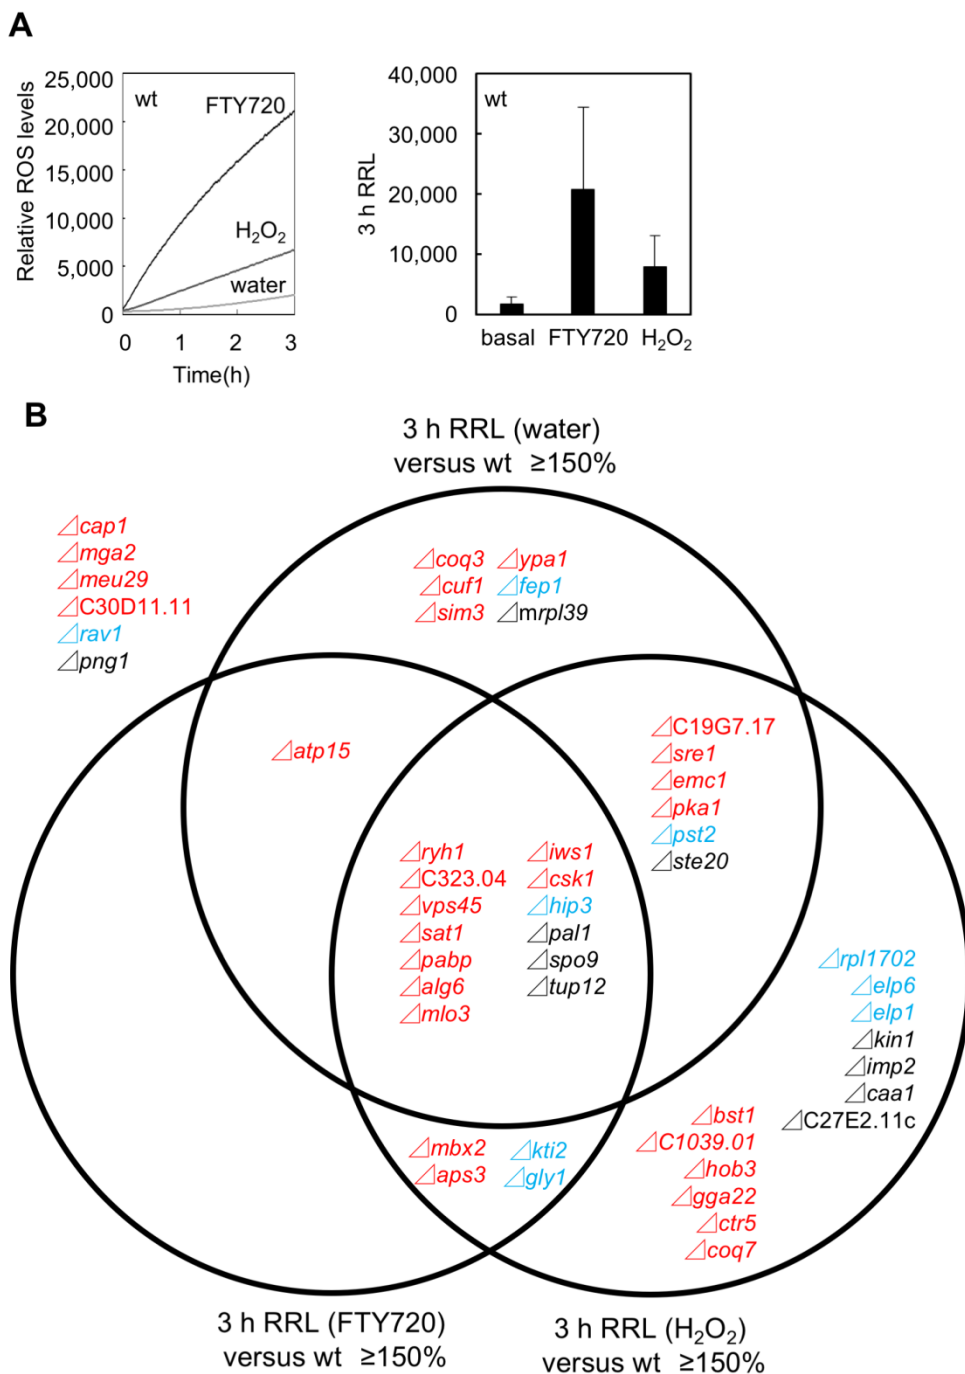 A
25,000
20,000
15,000
10,000
5,000
0
Relative ROS levels
wt
FTY720
H₂O₂
water
0 1 2 3
Time(h)
40,000
30,000
20,000
10,000
0
3 h RRL
wt
basal FTY720 H₂O₂
B
3 h RRL (water)
versus wt ≥150%
⊿cap1
⊿mga2
⊿meu29
⊿C30D11.11
⊿rav1
⊿png1
⊿coq3 ⊿ypa1
⊿cuf1 ⊿fep1
⊿sim3 ⊿mrpl39
⊿atp15
⊿C19G7.17
⊿sre1
⊿emc1
⊿pka1
⊿pst2
⊿ste20
⊿ryh1 ⊿iws1
⊿C323.04 ⊿csk1
⊿vps45 ⊿hip3
⊿sat1 ⊿pal1
⊿pabp ⊿spo9
⊿alg6 ⊿tup12
⊿mlo3
⊿rpl1702
⊿elp6
⊿elp1
⊿kin1
⊿imp2
⊿caa1
⊿C27E2.11c
⊿bst1
⊿C1039.01
⊿hob3
⊿gga22
⊿ctr5
⊿coq7
⊿mbx2 ⊿kti2
⊿aps3 ⊿gly1
3 h RRL (FTY720)
versus wt ≥150%
3 h RRL (H₂O₂)
versus wt ≥150%